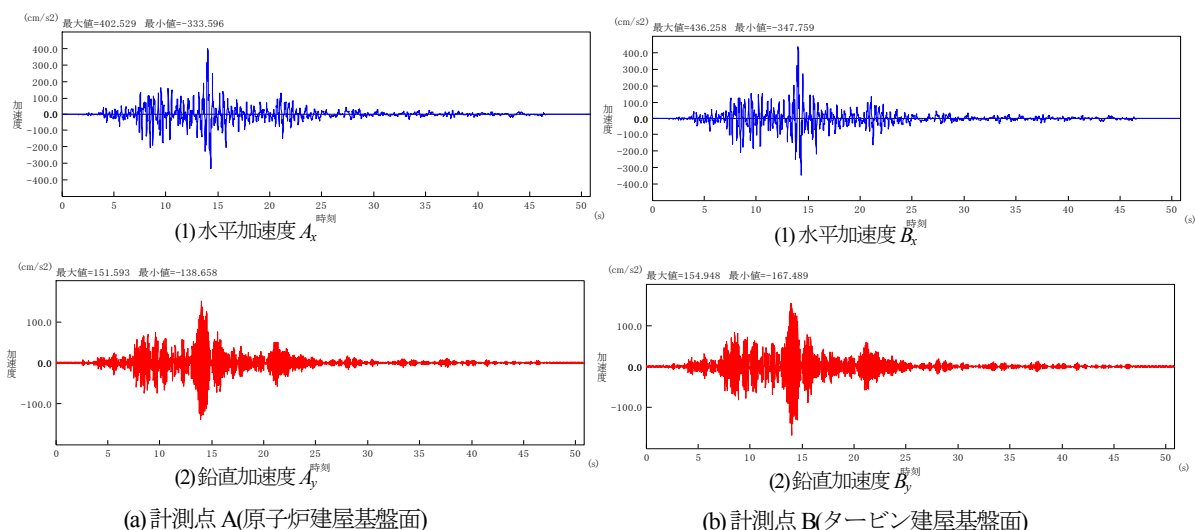 (cm/s2)
最大値=402.529 最小値=-333.596
400.0
300.0
200.0
100.0
0.0
-100.0
-200.0
-300.0
-400.0
加速度
0 5 10 15 20 25 30 35 40 45 50
時刻
(s)
(1)水平加速度 Ax
(cm/s2)
最大値=436.258 最小値=-347.759
400.0
300.0
200.0
100.0
0.0
-100.0
-200.0
-300.0
-400.0
加速度
0 5 10 15 20 25 30 35 40 45 50
時刻
(s)
(1)水平加速度 Bx
(cm/s2)
最大値=151.593 最小値=-138.658
100.0
0.0
-100.0
加速度
0 5 10 15 20 25 30 35 40 45 50
時刻
(s)
(2)鉛直加速度 Ay
(cm/s2)
最大値=154.948 最小値=-167.489
100.0
0.0
-100.0
加速度
0 5 10 15 20 25 30 35 40 45 50
時刻
(s)
(2)鉛直加速度 By
(a)計測点 A(原子炉建屋基盤面)
(b)計測点 B(タービン建屋基盤面)